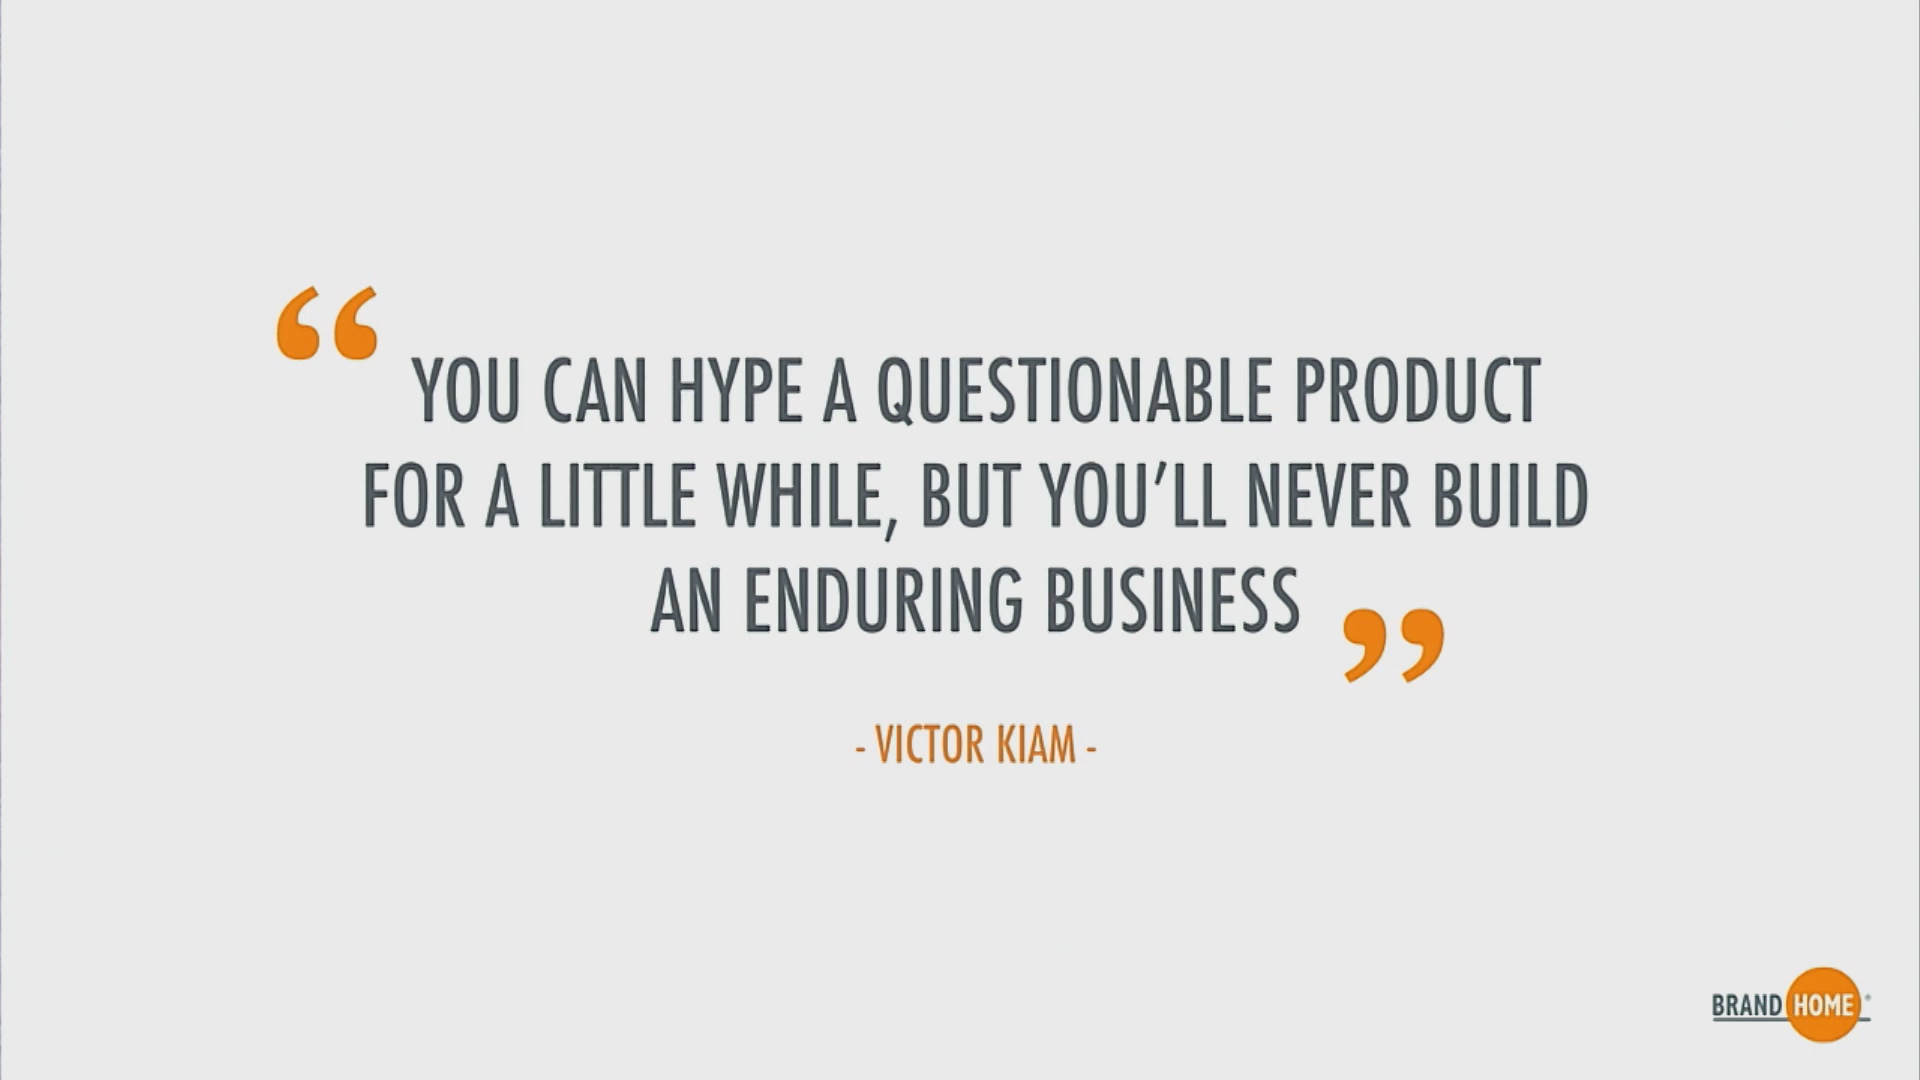 “ YOU CAN HYPE A QUESTIONABLE PRODUCT
FOR A LITTLE WHILE, BUT YOU’LL NEVER BUILD
AN ENDURING BUSINESS ”
- VICTOR KIAM -
BRAND HOME®